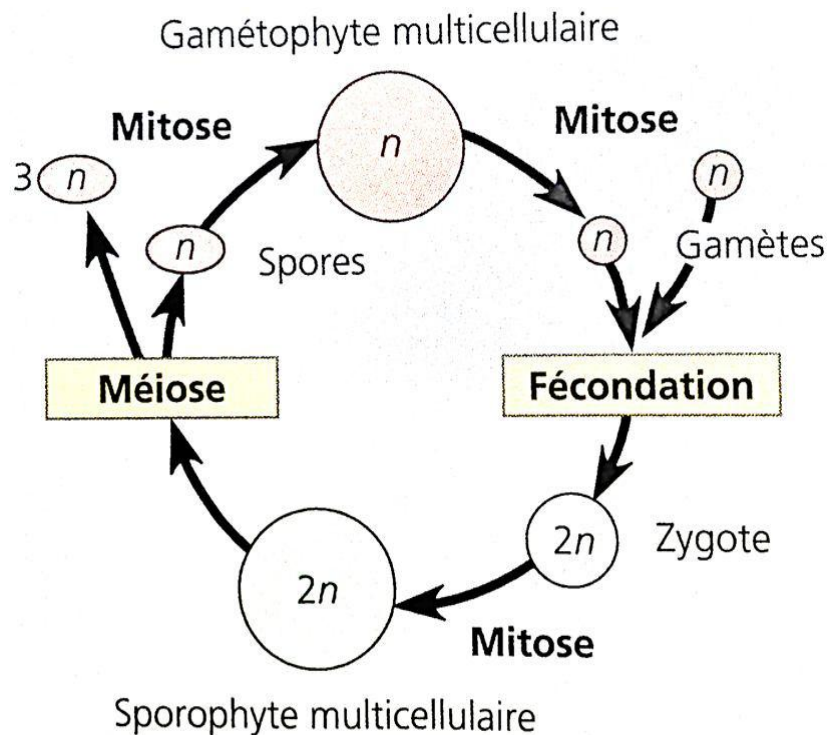 Gamétophyte multicellulaire
Mitose
Mitose
3 n
n
n
n
n
Spores
Gamètes
Méiose
Fécondation
2n
Zygote
2n
Mitose
Sporophyte multicellulaire